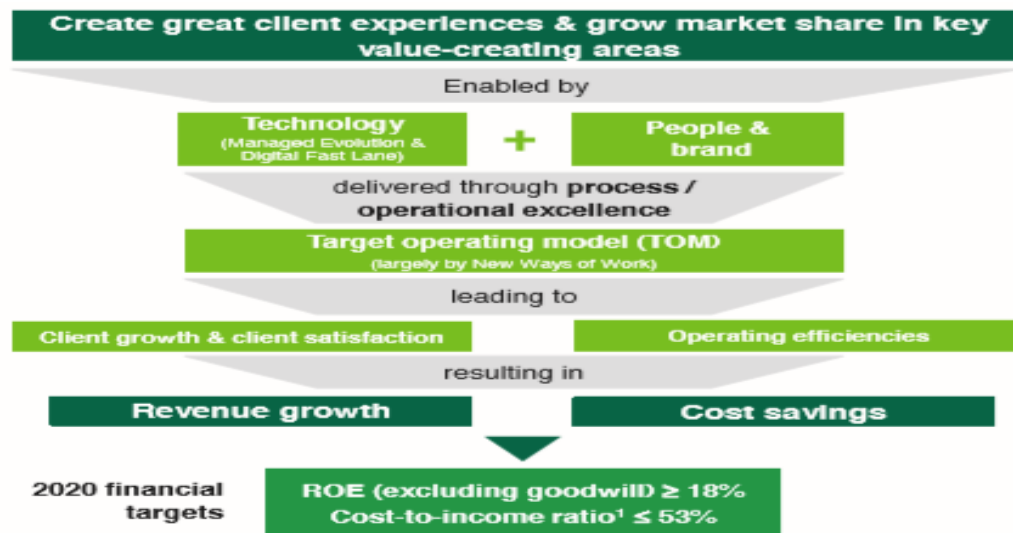 Create great client experiences & grow market share in key
value-creating areas
Enabled by
Technology
(Managed Evolution &
Digital Fast Lane)
+
People &
brand
delivered through process /
operational excellence
Target operating model (TOM)
(largely by New Ways of Work)
leading to
Client growth & client satisfaction
Operating efficiencies
resulting in
Revenue growth
Cost savings
2020 financial
targets
ROE (excluding goodwill) ≥ 18%
Cost-to-income ratio¹ ≤ 53%